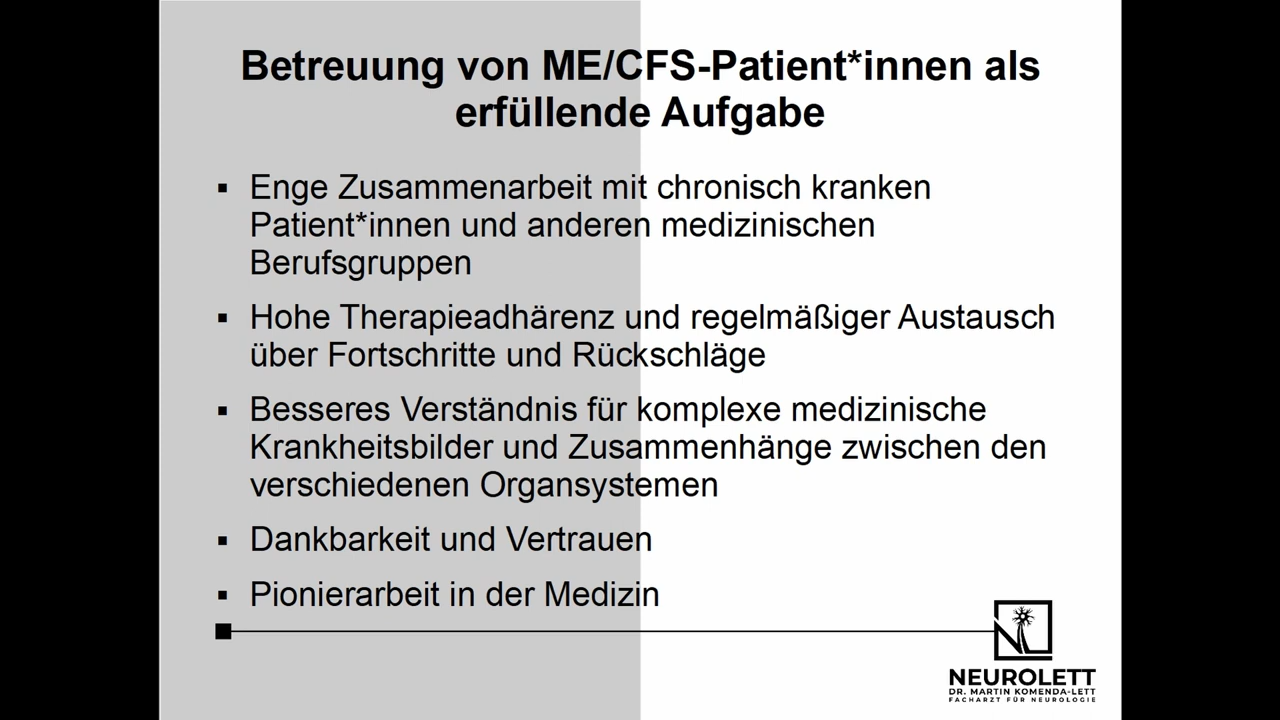 Betreuung von ME/CFS-Patient*innen als
erfüllende Aufgabe
Enge Zusammenarbeit mit chronisch kranken
Patient*innen und anderen medizinischen
Berufsgruppen
Hohe Therapieadhärenz und regelmäßiger Austausch
über Fortschritte und Rückschläge
Besseres Verständnis für komplexe medizinische
Krankheitsbilder und Zusammenhänge zwischen den
verschiedenen Organsystemen
Dankbarkeit und Vertrauen
Pionierarbeit in der Medizin
NEUROLETT
DR. MARTIN KOMENDA-LETT
FACHARZT FÜR NEUROLOGIE